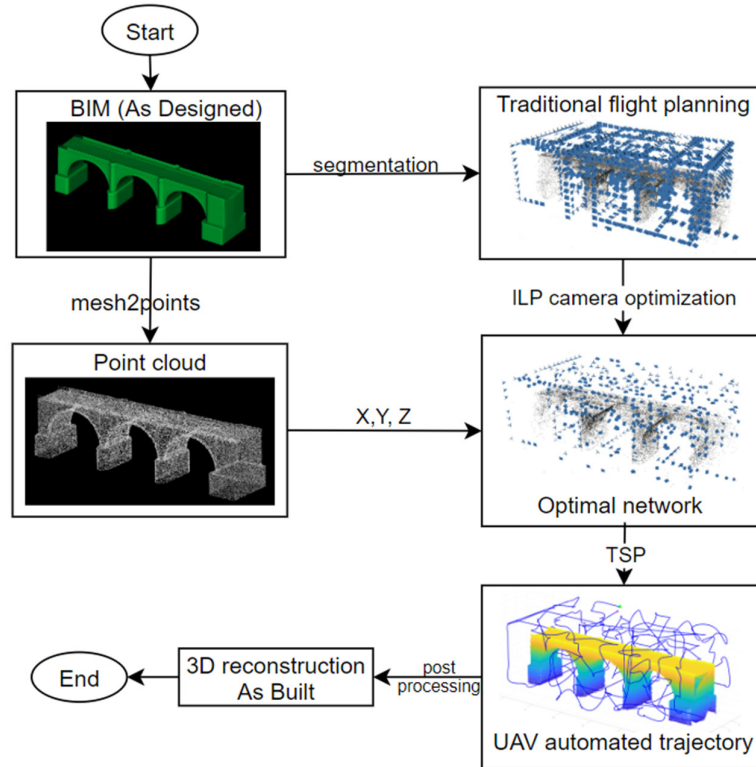 Start
BIM (As Designed)
Traditional flight planning
segmentation
mesh2points
ILP camera optimization
Point cloud
X,Y, Z
Optimal network
TSP
3D reconstruction
As Built
End
post
processing
UAV automated trajectory